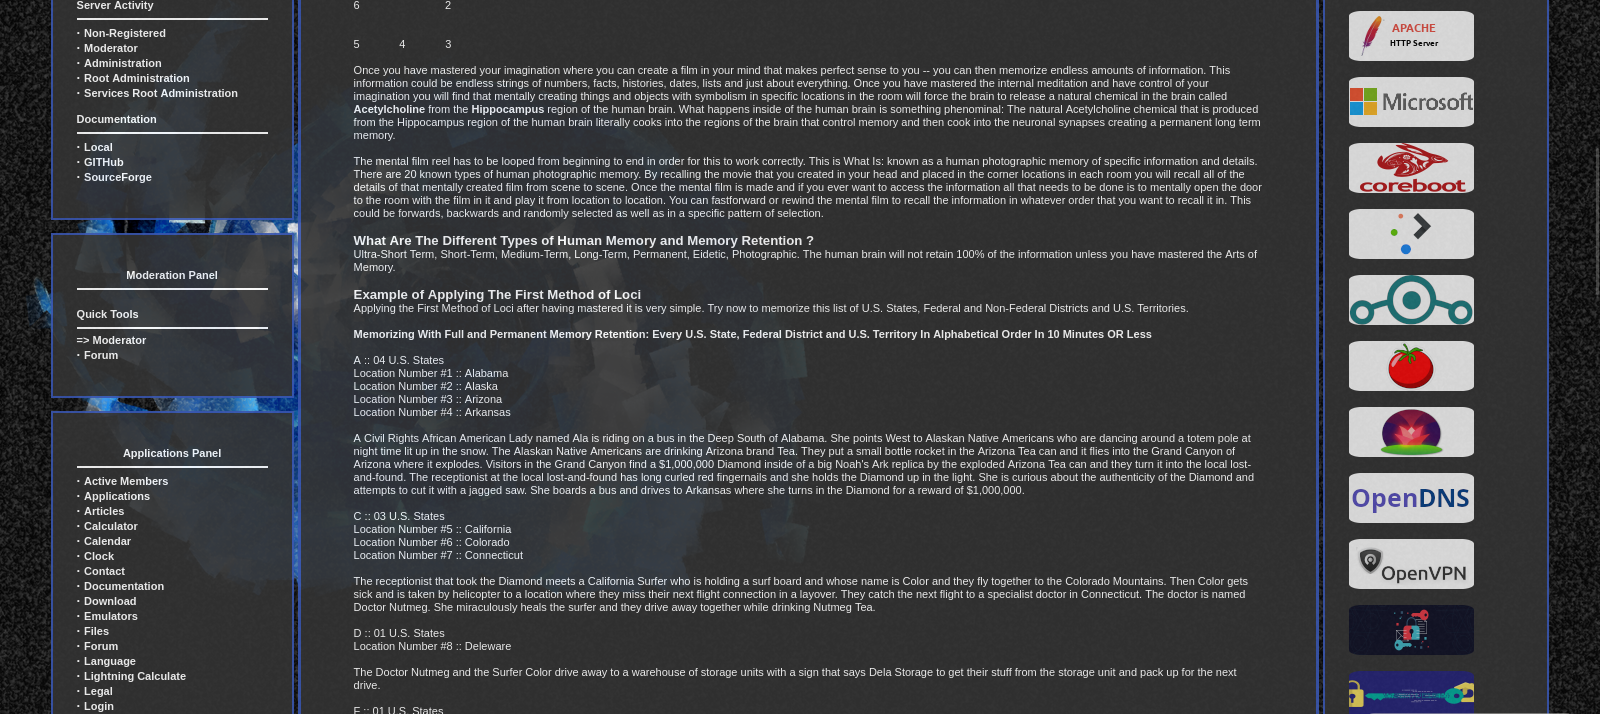 Server Activity
· Non-Registered
· Moderator
· Administration
· Root Administration
· Services Root Administration
Documentation
· Local
· GITHub
· SourceForge
Moderation Panel
Quick Tools
=> Moderator
· Forum
Applications Panel
· Active Members
· Applications
· Articles
· Calculator
· Calendar
· Clock
· Contact
· Documentation
· Download
· Emulators
· Files
· Forum
· Language
· Lightning Calculate
· Legal
· Login
6 2
5 4 3
Once you have mastered your imagination where you can create a film in your mind that makes perfect sense to you -- you can then memorize endless amounts of information. This
information could be endless strings of numbers, facts, histories, dates, lists and just about everything. Once you have mastered the internal meditation and have control of your
imagination you will find that mentally creating things and objects with symbolism in specific locations in the room will force the brain to release a natural chemical in the brain called
Acetylcholine from the Hippocampus region of the human brain. What happens inside of the human brain is something phenominal: The natural Acetylcholine chemical that is produced
from the Hippocampus region of the human brain literally cooks into the regions of the brain that control memory and then cook into the neuronal synapses creating a permanent long term
memory.
The mental film reel has to be looped from beginning to end in order for this to work correctly. This is What Is: known as a human photographic memory of specific information and details.
There are 20 known types of human photographic memory. By recalling the movie that you created in your head and placed in the corner locations in each room you will recall all of the
details of that mentally created film from scene to scene. Once the mental film is made and if you ever want to access the information all that needs to be done is to mentally open the door
to the room with the film in it and play it from location to location. You can fastforward or rewind the mental film to recall the information in whatever order that you want to recall it in. This
could be forwards, backwards and randomly selected as well as in a specific pattern of selection.
What Are The Different Types of Human Memory and Memory Retention ?
Ultra-Short Term, Short-Term, Medium-Term, Long-Term, Permanent, Eidetic, Photographic. The human brain will not retain 100% of the information unless you have mastered the Arts of
Memory.
Example of Applying The First Method of Loci
Applying the First Method of Loci after having mastered it is very simple. Try now to memorize this list of U.S. States, Federal and Non-Federal Districts and U.S. Territories.
Memorizing With Full and Permanent Memory Retention: Every U.S. State, Federal District and U.S. Territory In Alphabetical Order In 10 Minutes OR Less
A :: 04 U.S. States
Location Number #1 :: Alabama
Location Number #2 :: Alaska
Location Number #3 :: Arizona
Location Number #4 :: Arkansas
A Civil Rights African American Lady named Ala is riding on a bus in the Deep South of Alabama. She points West to Alaskan Native Americans who are dancing around a totem pole at
night time lit up in the snow. The Alaskan Native Americans are drinking Arizona brand Tea. They put a small bottle rocket in the Arizona Tea can and it flies into the Grand Canyon of
Arizona where it explodes. Visitors in the Grand Canyon find a $1,000,000 Diamond inside of a big Noah's Ark replica by the exploded Arizona Tea can and they turn it into the local lost-
and-found. The receptionist at the local lost-and-found has long curled red fingernails and she holds the Diamond up in the light. She is curious about the authenticity of the Diamond and
attempts to cut it with a jagged saw. She boards a bus and drives to Arkansas where she turns in the Diamond for a reward of $1,000,000.
C :: 03 U.S. States
Location Number #5 :: California
Location Number #6 :: Colorado
Location Number #7 :: Connecticut
The receptionist that took the Diamond meets a California Surfer who is holding a surf board and whose name is Color and they fly together to the Colorado Mountains. Then Color gets
sick and is taken by helicopter to a location where they miss their next flight connection in a layover. They catch the next flight to a specialist doctor in Connecticut. The doctor is named
Doctor Nutmeg. She miraculously heals the surfer and they drive away together while drinking Nutmeg Tea.
D :: 01 U.S. States
Location Number #8 :: Deleware
The Doctor Nutmeg and the Surfer Color drive away to a warehouse of storage units with a sign that says Dela Storage to get their stuff from the storage unit and pack up for the next
drive.
F :: 01 U.S. States
APACHE
HTTP Server
Microsoft
coreboot
OpenDNS
OpenVPN